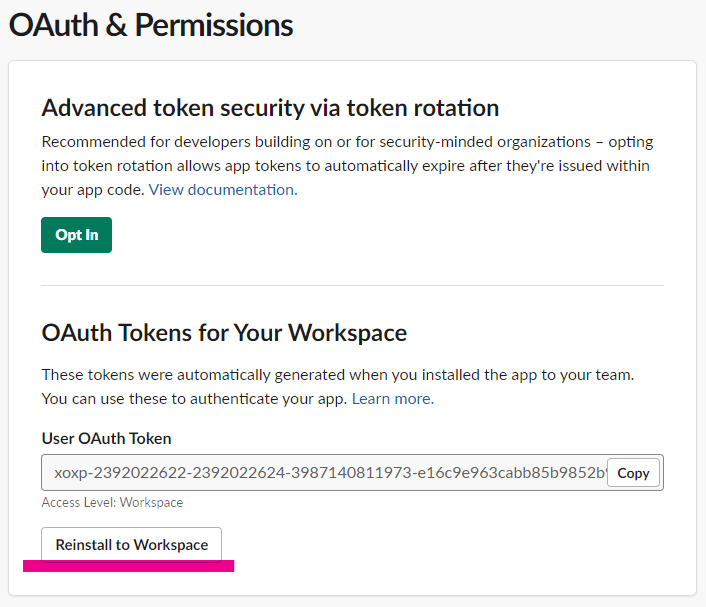 OAuth & Permissions
Advanced token security via token rotation
Recommended for developers building on or for security-minded organizations – opting
into token rotation allows app tokens to automatically expire after they're issued within
your app code. View documentation.
Opt In
OAuth Tokens for Your Workspace
These tokens were automatically generated when you installed the app to your team.
You can use these to authenticate your app. Learn more.
User OAuth Token
xoxp-2392022622-2392022624-3987140811973-e16c9e963cabb85b9852b Copy
Access Level: Workspace
Reinstall to Workspace